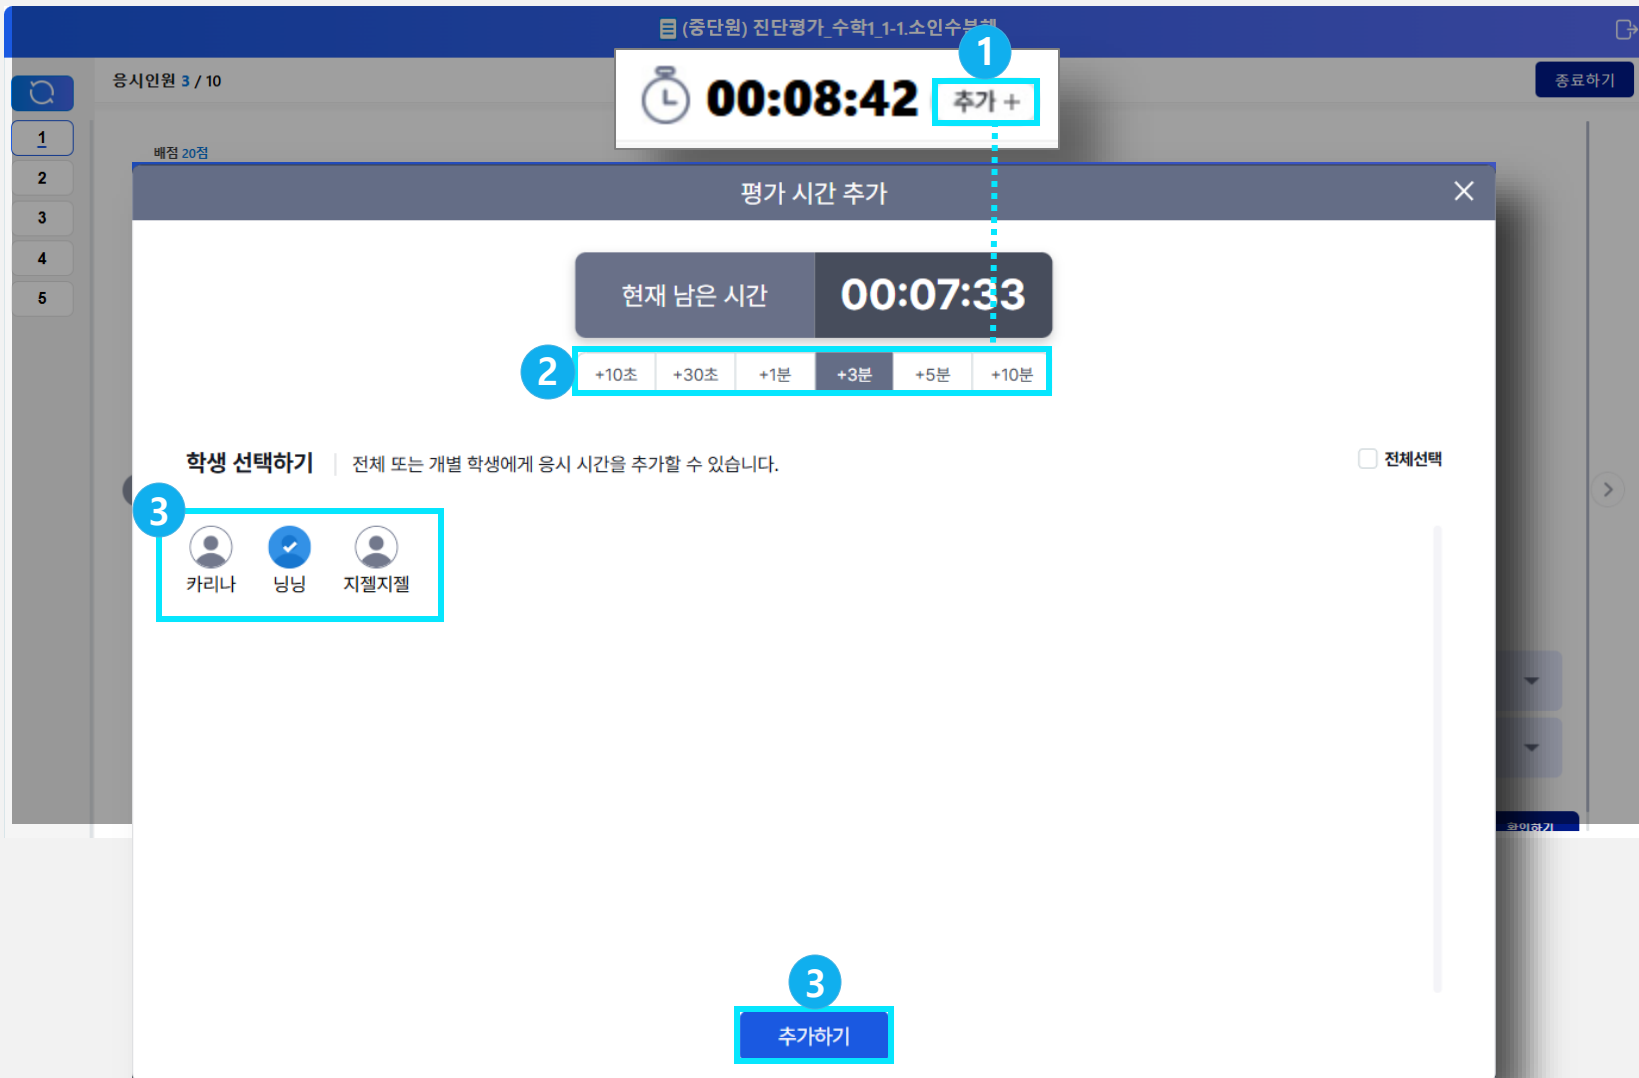 (중단원) 진단평가_수학1_1-1.소인수분해
1
응시인원 3 / 10
00:08:42 추가 +
종료하기
1
2
3
4
5
배점 20점
평가 시간 추가
현재 남은 시간 00:07:33
2
+10초 +30초 +1분 +3분 +5분 +10분
학생 선택하기 전체 또는 개별 학생에게 응시 시간을 추가할 수 있습니다.
전체선택
3
카리나 닝닝 지젤지젤
확인하기
3
추가하기